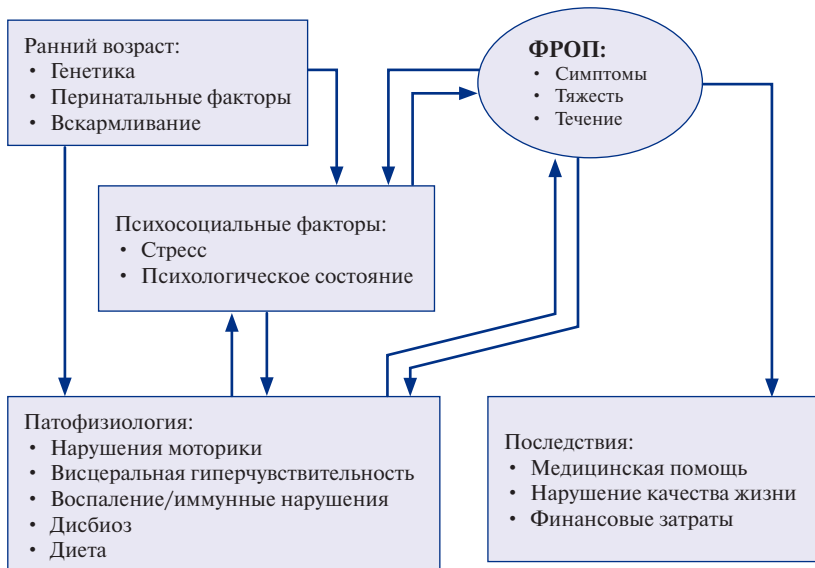 Ранний возраст:
• Генетика
• Перинатальные факторы
• Вскармливание
ФРОП:
• Симптомы
• Тяжесть
• Течение
Психосоциальные факторы:
• Стресс
• Психологическое состояние
Патофизиология:
• Нарушения моторики
• Висцеральная гиперчувствительность
• Воспаление/иммунные нарушения
• Дисбиоз
• Диета
Последствия:
• Медицинская помощь
• Нарушение качества жизни
• Финансовые затраты